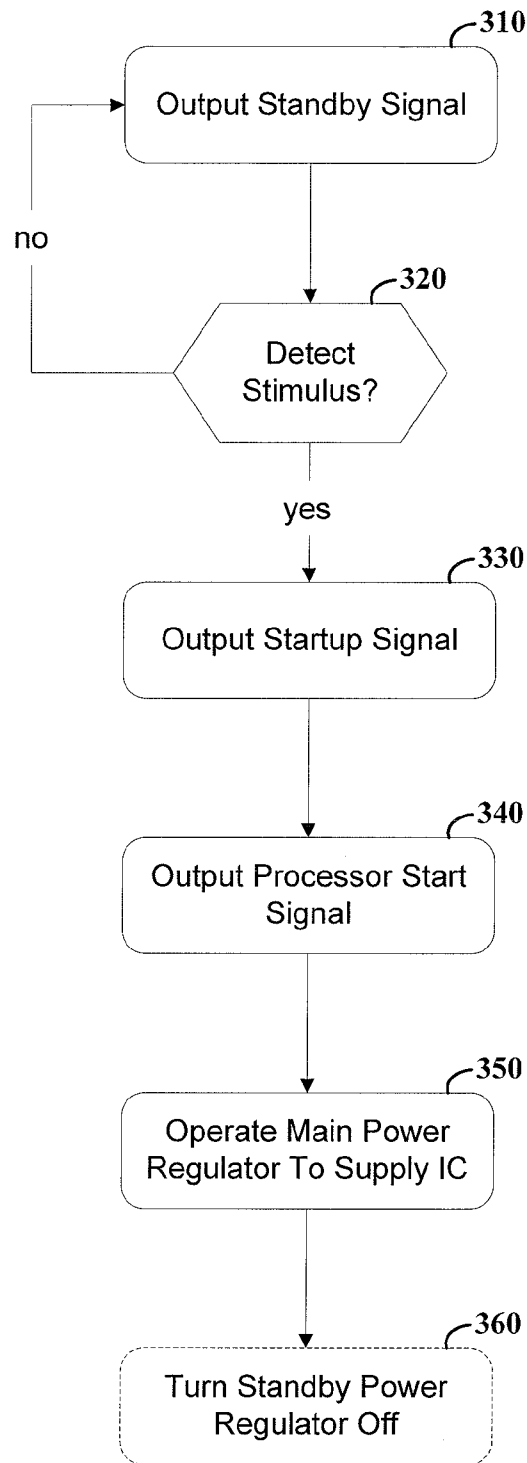 310
Output Standby Signal
no
320
Detect
Stimulus?
yes
330
Output Startup Signal
340
Output Processor Start
Signal
350
Operate Main Power
Regulator To Supply IC
360
Turn Standby Power
Regulator Off